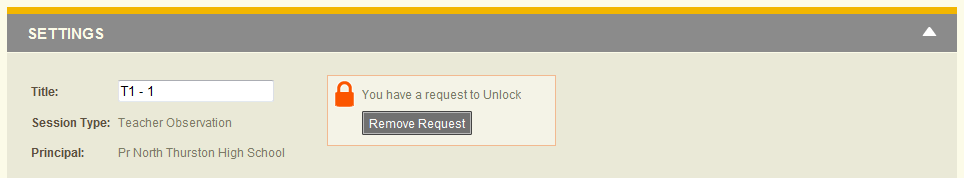 SETTINGS
Title: T1 - 1
You have a request to Unlock
Remove Request
Session Type: Teacher Observation
Principal: Pr North Thurston High School